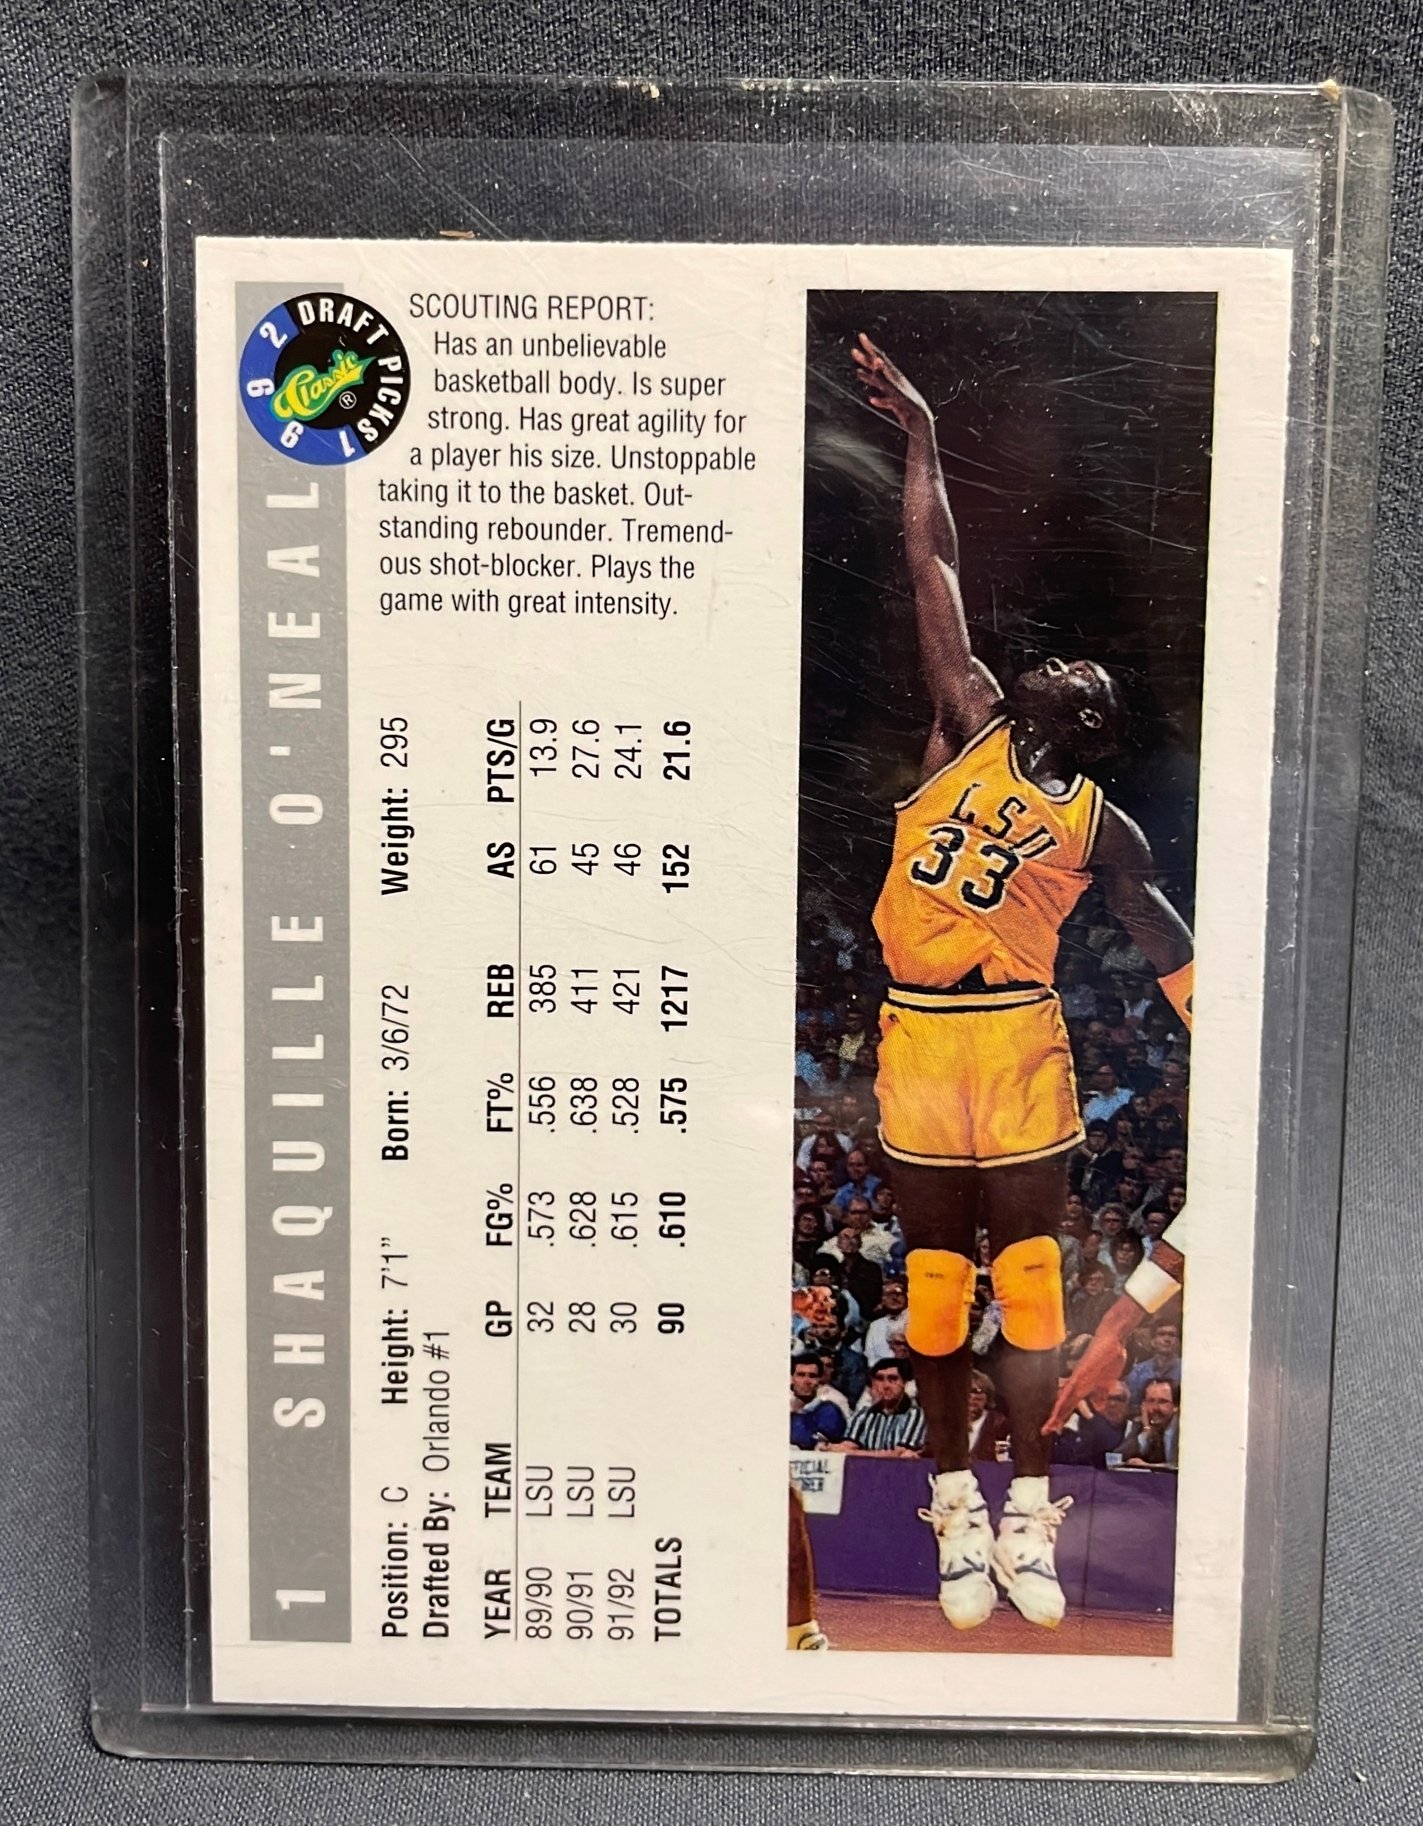 1992 DRAFT PICKS
Classic ®
1 SHAQUILLE O'NEAL
SCOUTING REPORT:
Has an unbelievable
basketball body. Is super
strong. Has great agility for
a player his size. Unstoppable
taking it to the basket. Out-
standing rebounder. Tremend-
ous shot-blocker. Plays the
game with great intensity.
Position: C Height: 7'1" Born: 3/6/72 Weight: 295
Drafted By: Orlando #1
YEAR TEAM GP FG% FT% REB AS PTS/G
89/90 LSU 32 .573 .556 385 61 13.9
90/91 LSU 28 .628 .638 411 45 27.6
91/92 LSU 30 .615 .528 421 46 24.1
TOTALS 90 .610 .575 1217 152 21.6
LSU
33